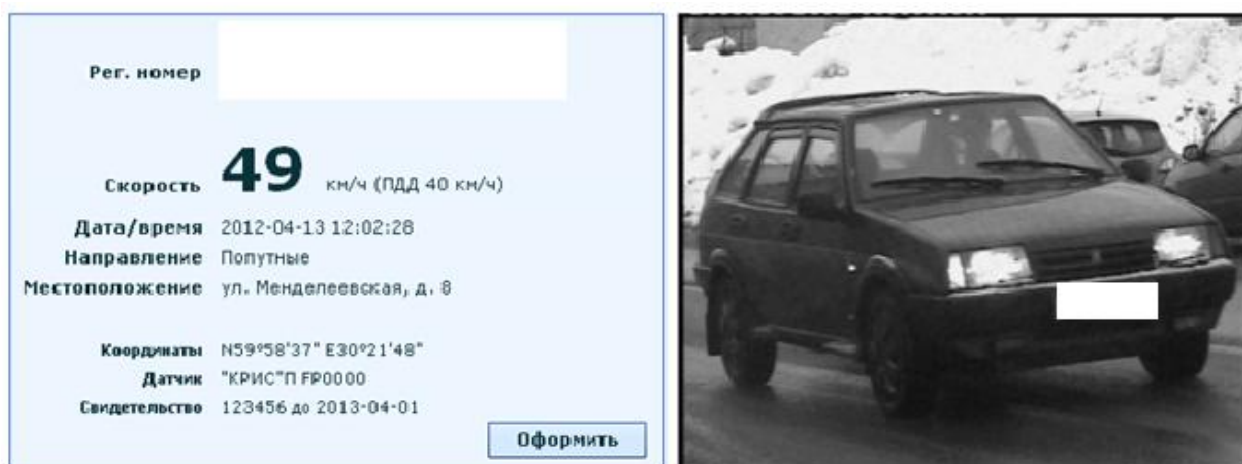 Рег. номер
Скорость 49 км/ч (ПДД 40 км/ч)
Дата/время 2012-04-13 12:02:28
Направление Попутные
Местоположение ул. Менделеевская, д. 8
Координаты N59°58'37" E30°21'48"
Датчик "КРИС"П FP0000
Свидетельство 123456 до 2013-04-01
Оформить